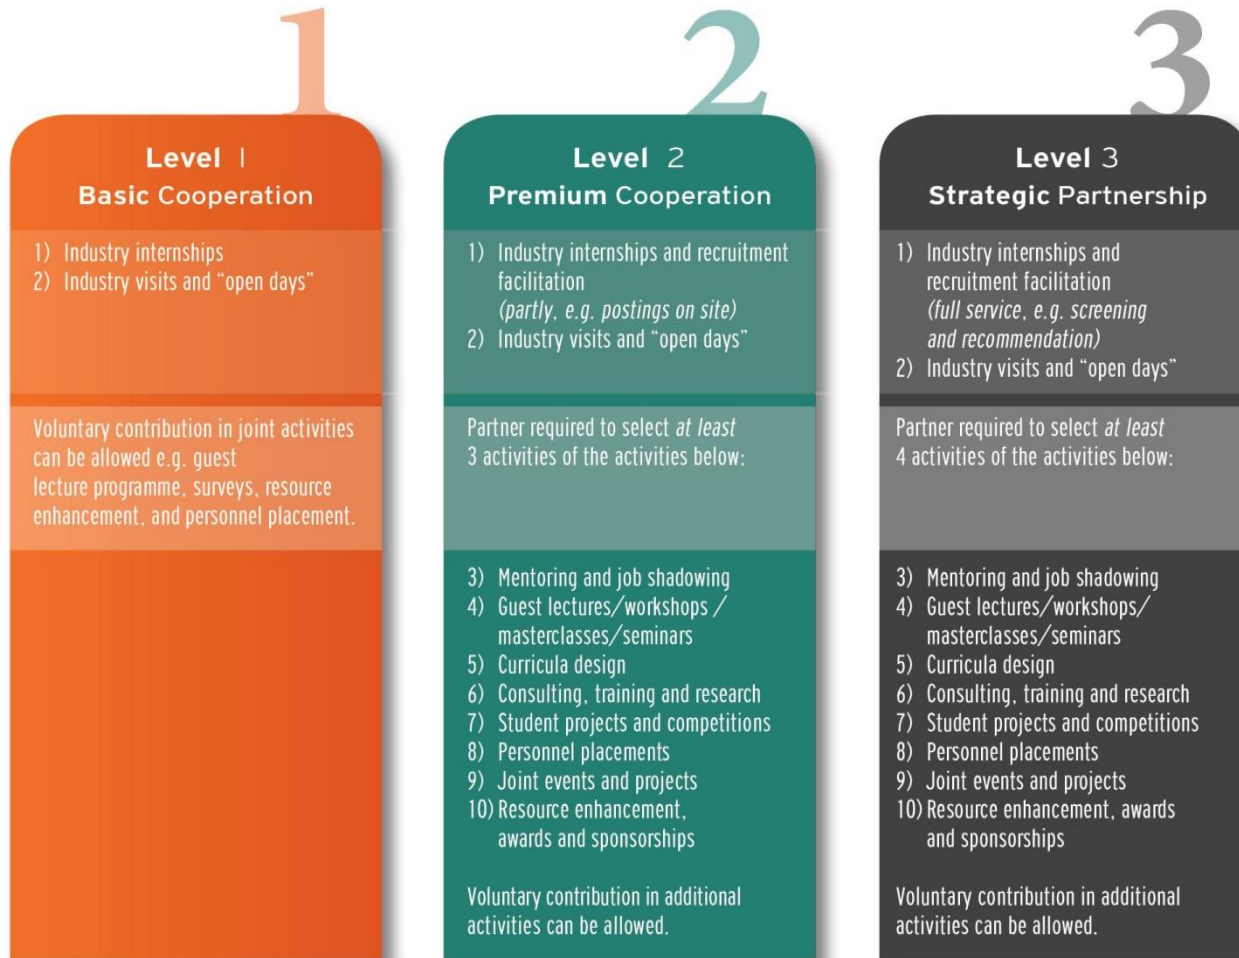 1
Level 1
Basic Cooperation
1) Industry internships
2) Industry visits and “open days”
Voluntary contribution in joint activities
can be allowed e.g. guest
lecture programme, surveys, resource
enhancement, and personnel placement.
2
Level 2
Premium Cooperation
1) Industry internships and recruitment
facilitation
(partly, e.g. postings on site)
2) Industry visits and “open days”
Partner required to select at least
3 activities of the activities below:
3) Mentoring and job shadowing
4) Guest lectures/workshops /
masterclasses/seminars
5) Curricula design
6) Consulting, training and research
7) Student projects and competitions
8) Personnel placements
9) Joint events and projects
10) Resource enhancement,
awards and sponsorships
Voluntary contribution in additional
activities can be allowed.
3
Level 3
Strategic Partnership
1) Industry internships and
recruitment facilitation
(full service, e.g. screening
and recommendation)
2) Industry visits and “open days”
Partner required to select at least
4 activities of the activities below:
3) Mentoring and job shadowing
4) Guest lectures/workshops/
masterclasses/seminars
5) Curricula design
6) Consulting, training and research
7) Student projects and competitions
8) Personnel placements
9) Joint events and projects
10) Resource enhancement, awards
and sponsorships
Voluntary contribution in additional
activities can be allowed.